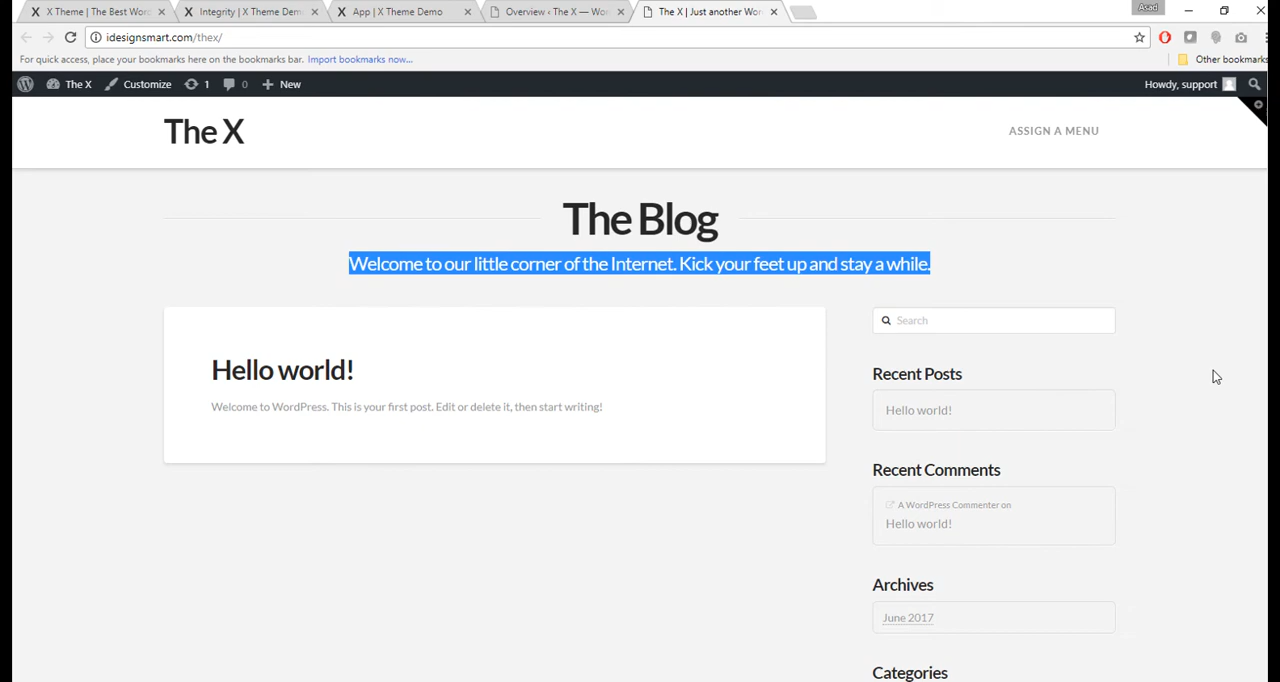 X Theme | The Best Wor
Integrity | X Theme Dem
App | X Theme Demo
Overview ‹ The X — Wor
The X | Just another Wor
Asad
idesignsmart.com/thex/
For quick access, place your bookmarks here on the bookmarks bar. Import bookmarks now...
Other bookmarks
The X
Customize
1
0
New
Howdy, support
The X
ASSIGN A MENU
The Blog
Welcome to our little corner of the Internet. Kick your feet up and stay a while.
Hello world!
Welcome to WordPress. This is your first post. Edit or delete it, then start writing!
Search
Recent Posts
Hello world!
Recent Comments
A WordPress Commenter on
Hello world!
Archives
June 2017
Categories